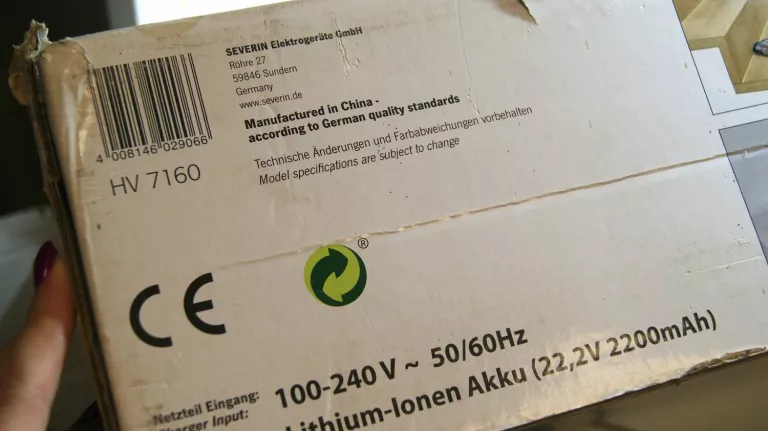 SEVERIN Elektrogeräte GmbH
Röhre 27
59846 Sundern
Germany
www.severin.de
Manufactured in China -
according to German quality standards
Technische Änderungen und Farbabweichungen vorbehalten
Model specifications are subject to change
4 008146 029066
HV 7160
CE
®
Netzteil Eingang: 100-240 V ~ 50/60Hz
Charger Input:
Lithium-Ionen Akku (22,2V 2200mAh)